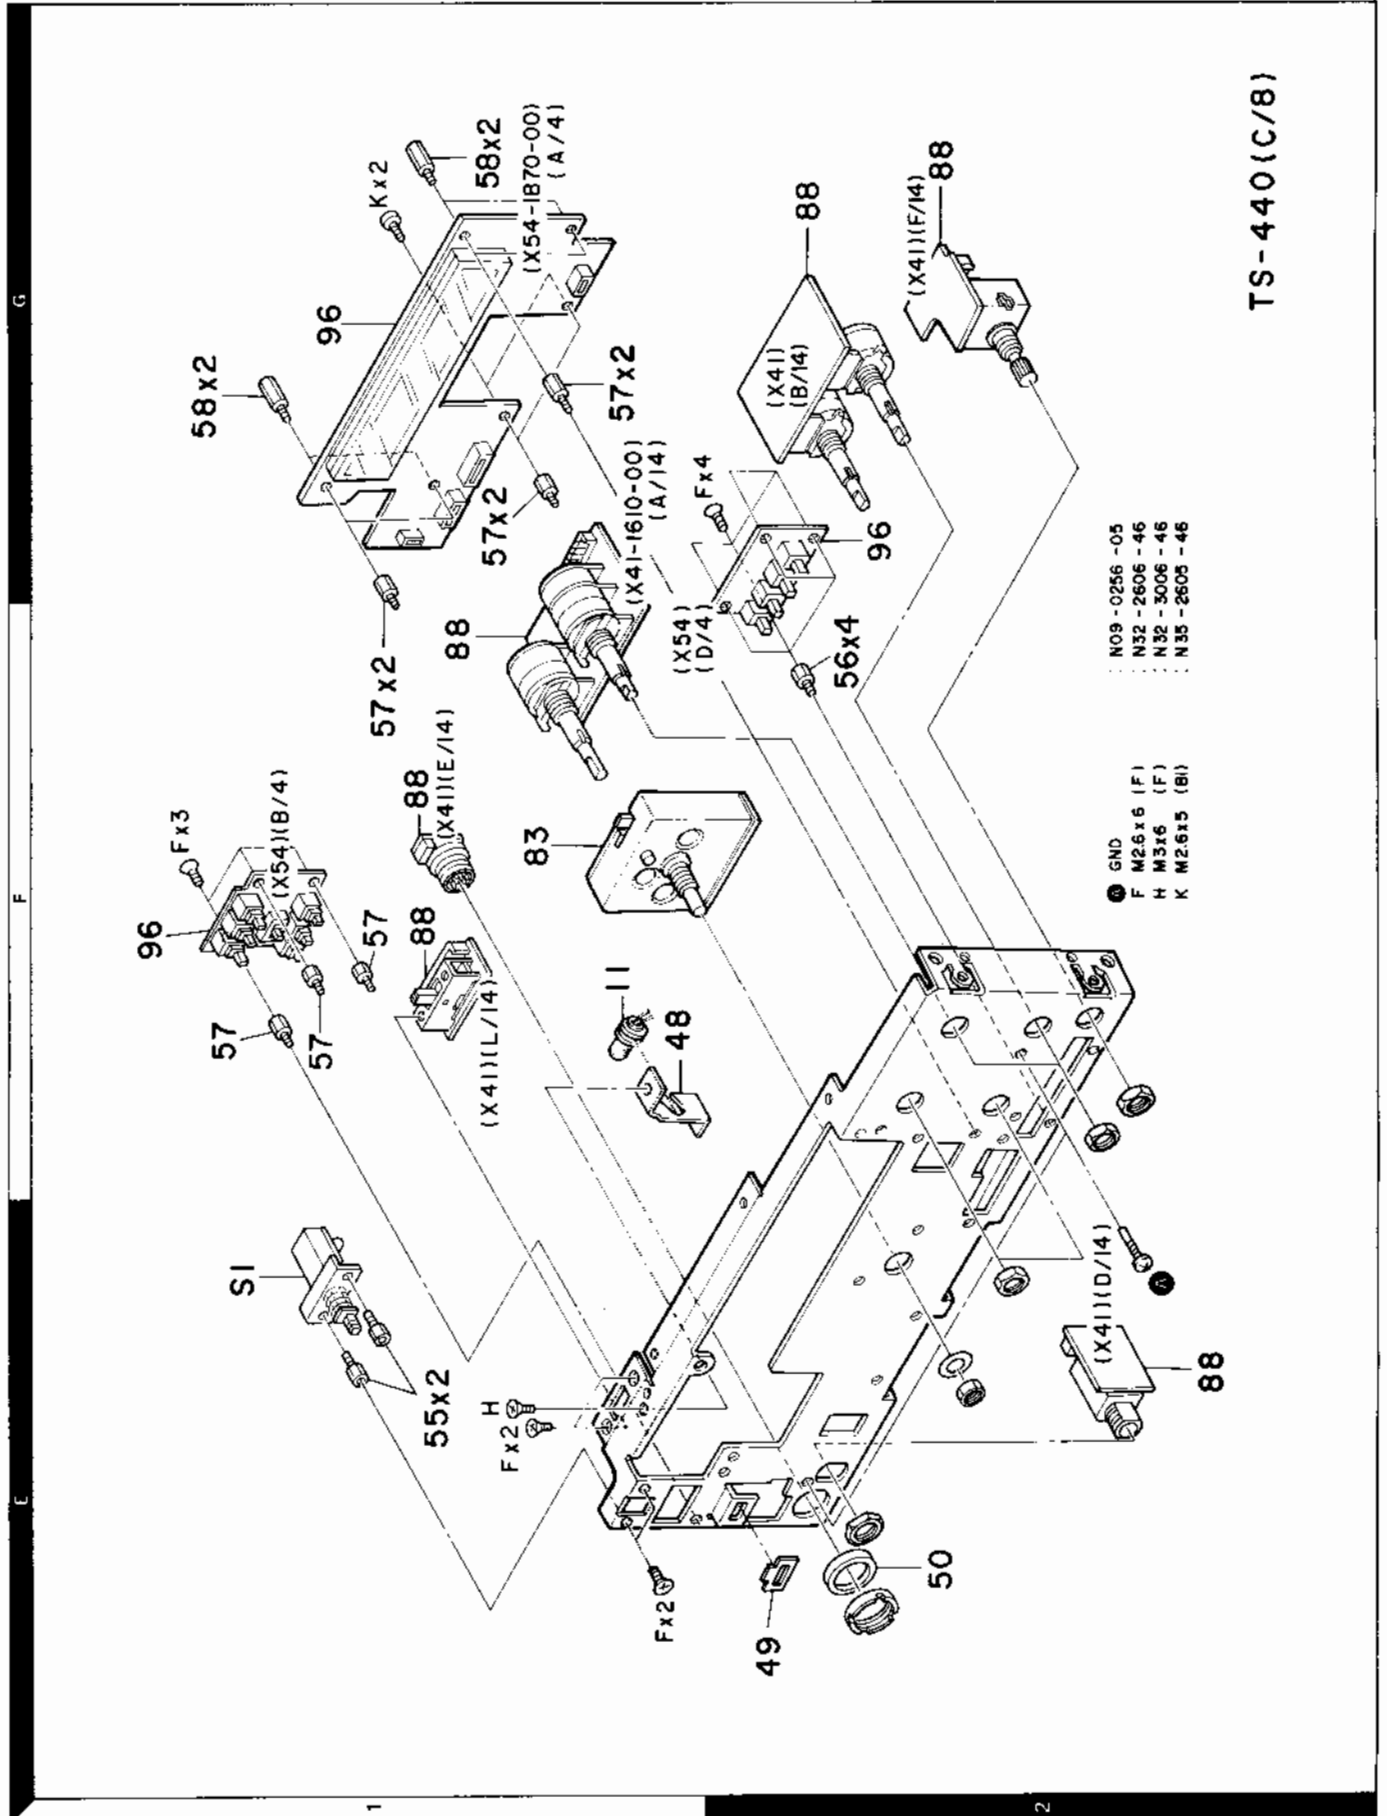 E
F
G
1
2
S1
55x2
H
Fx2
Fx2
49
50
96
Fx3
(X54)(B/4)
57
57
57
88
(X41)(L/14)
88
(X41)(E/14)
11
48
83
58x2
96
Kx2
58x2
(X54-1870-00)
(A/4)
57x2
57x2
57x2
88
(X41-1610-00)
(A/14)
(X54)
(D/4)
Fx4
96
56x4
(X41)
(B/14)
88
(X41)(F/14)
88
(X41)(D/14)
88
A
A GND : N09-0256-05
F M2.6x6 (F) : N32-2606-46
H M3x6 (F) : N32-3006-46
K M2.6x5 (Bi) : N35-2605-46
TS-440(C/8)